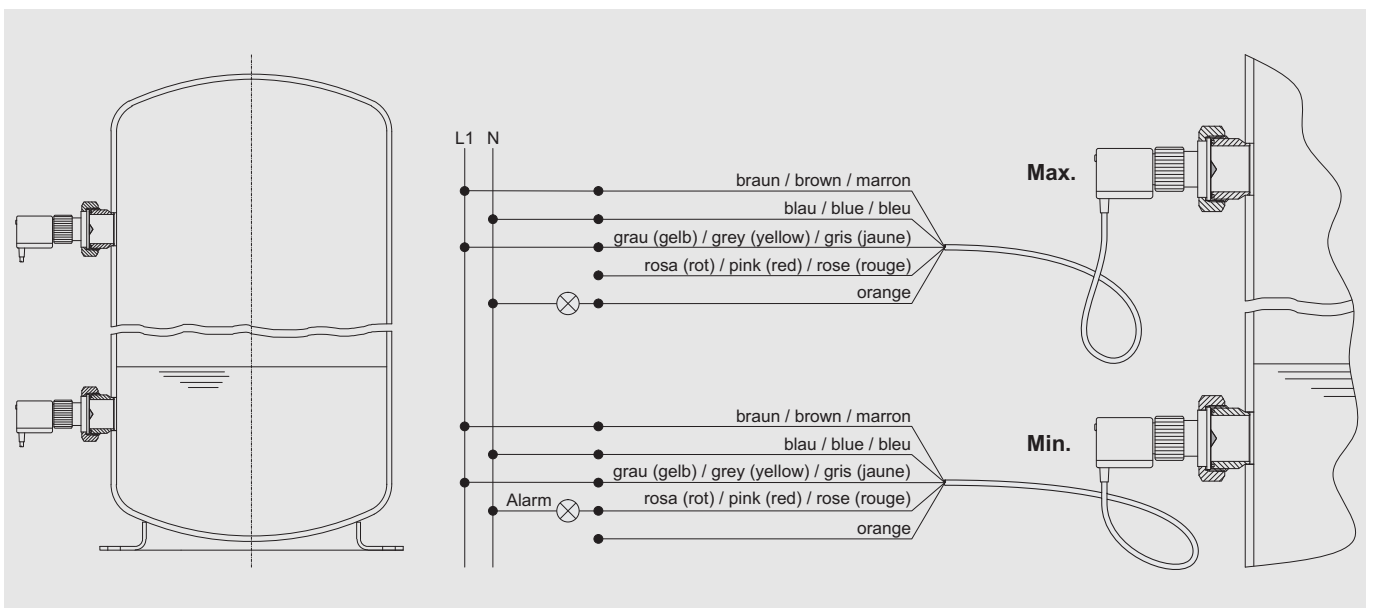 L1 N
braun / brown / marron
Max.
blau / blue / bleu
grau (gelb) / grey (yellow) / gris (jaune)
rosa (rot) / pink (red) / rose (rouge)
orange
braun / brown / marron
Min.
blau / blue / bleu
grau (gelb) / grey (yellow) / gris (jaune)
Alarm
rosa (rot) / pink (red) / rose (rouge)
orange